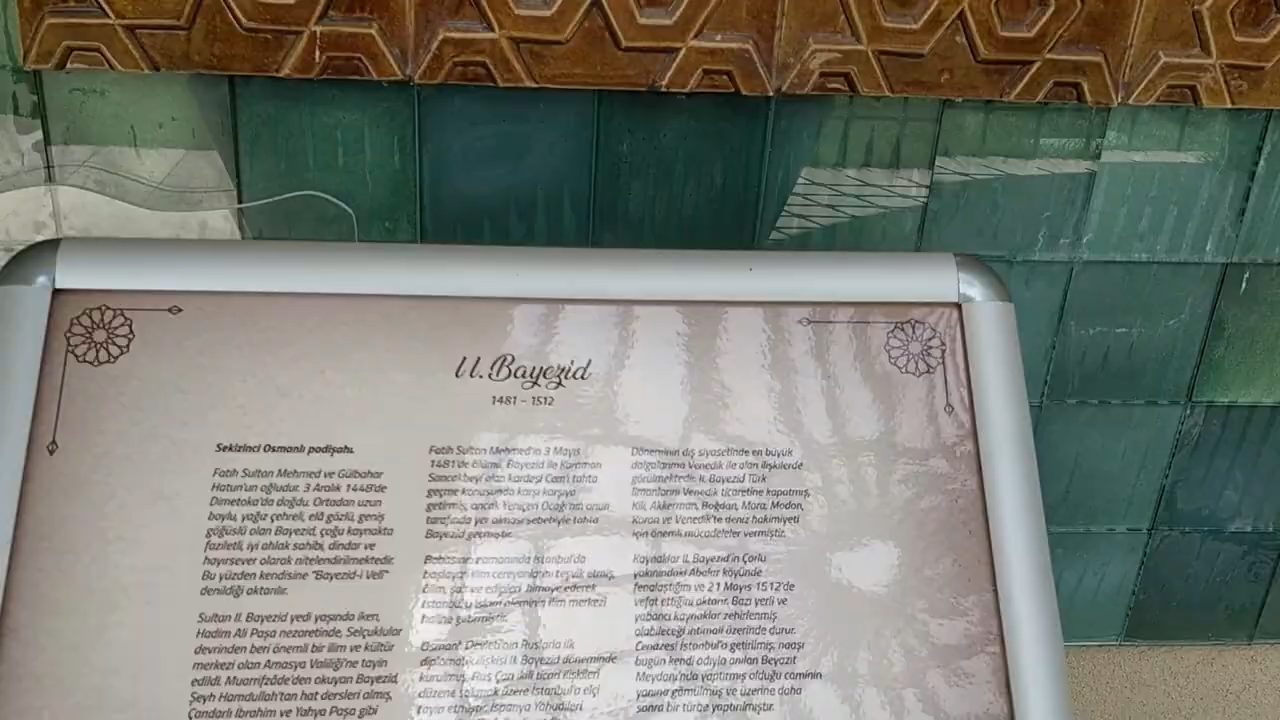 II. Bayezid
1481 - 1512
Sekizinci Osmanlı padişahı.
Fatih Sultan Mehmed ve Gülbahar
Hatun'un oğludur. 3 Aralık 1448'de
Dimetoka'da doğdu. Ortadan uzun
boylu, yağız çehreli, elâ gözlü, geniş
göğüslü olan Bayezid, çoğu kaynakta
faziletli, iyi ahlak sahibi, dindar ve
hayırsever olarak nitelendirilmektedir.
Bu yüzden kendisine "Bayezid-i Velî"
denildiği aktarılır.
Sultan II. Bayezid yedi yaşında iken,
Hadim Ali Paşa nezaretinde, Selçuklular
devrinden beri önemli bir ilim ve kültür
merkezi olan Amasya Valiliği'ne tayin
edildi. Muarrifzâde'den okuyan Bayezid,
Şeyh Hamdullah'tan hat dersleri almış,
Çandarlı İbrahim ve Yahya Paşa gibi
Fatih Sultan Mehmed'in 3 Mayıs
1481'de ölümü, Bayezid ile Karaman
Sancakbeyi olan kardeşi Cem'i tahta
geçme konusunda karşı karşıya
getirmiş, ancak Yeniçeri Ocağı'nın onun
tarafında yer alması sebebiyle tahta
Bayezid geçmiştir.
Babasının zamanında İstanbul'da
başlayan ilim cereyanlarını teşvik etmiş,
âlim, şair ve edipleri himaye ederek
İstanbul'u İslam âleminin ilim merkezi
haline getirmiştir.
Osmanlı Devleti'nin Ruslarla ilk
diplomatik ilişkisi II. Bayezid döneminde
kurulmuş, Rus Çarı ikili ticari ilişkileri
düzene sokmak üzere İstanbul'a elçi
tayin etmiştir. İspanya Yahudileri
Döneminin dış siyasetinde en büyük
dalgalanma Venedik ile olan ilişkilerde
görülmektedir. II. Bayezid Türk
limanlarını Venedik ticaretine kapatmış,
Kili, Akkerman, Boğdan, Mora, Modon,
Koron ve Venedik'te deniz hakimiyeti
için önemli mücadeleler vermiştir.
Kaynaklar II. Bayezid'in Çorlu
yakınındaki Abalar köyünde
fenalaştığını ve 21 Mayıs 1512'de
vefat ettiğini aktarır. Bazı yerli ve
yabancı kaynaklar zehirlenmiş
olabileceği ihtimali üzerinde durur.
Cenazesi İstanbul'a getirilmiş, naaşı
bugün kendi adıyla anılan Beyazıt
Meydanı'nda yaptırmış olduğu camiinin
yanına gömülmüş ve üzerine daha
sonra bir türbe yaptırılmıştır.